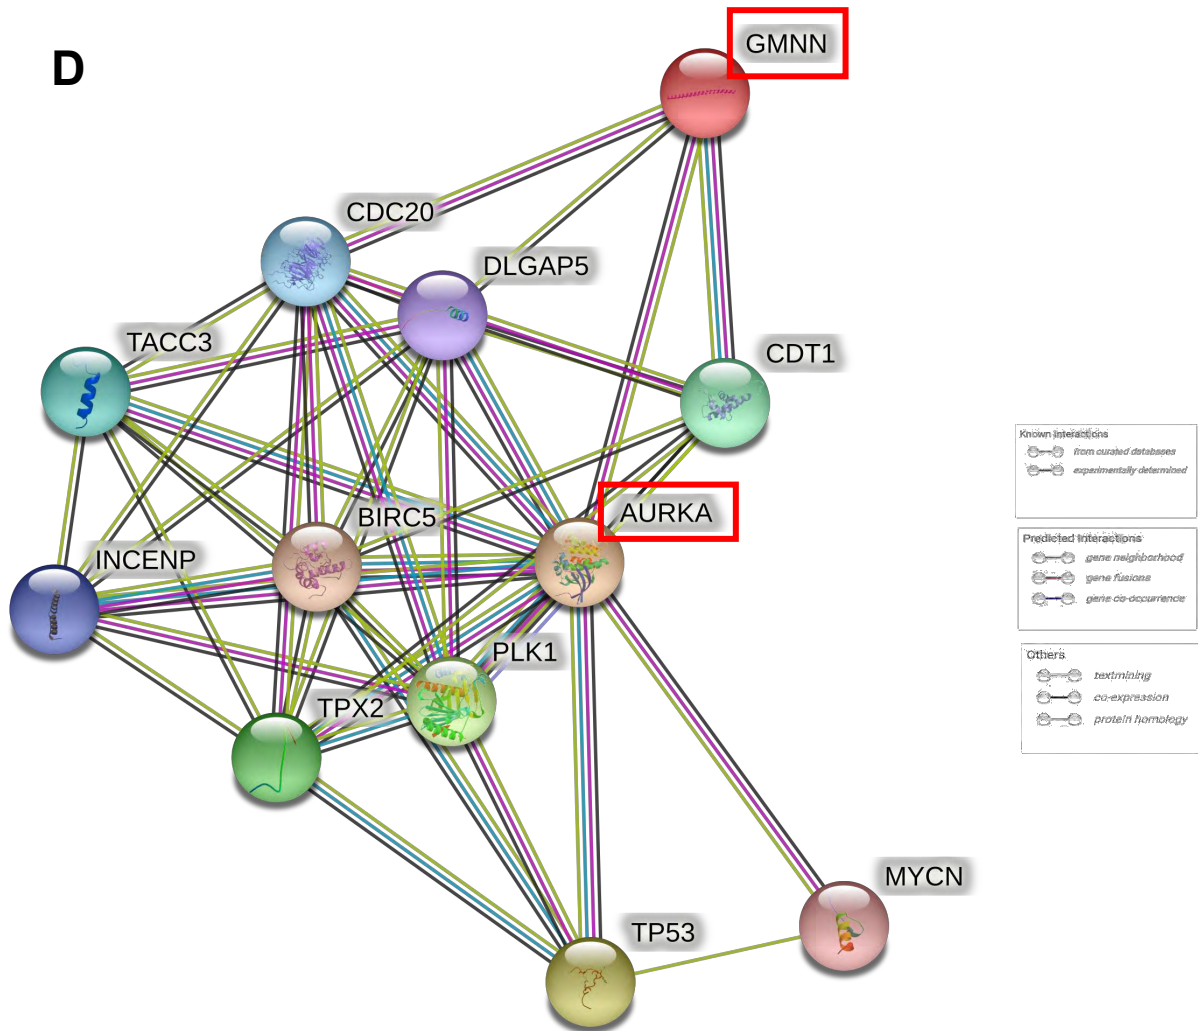 D
GMNN
CDC20
DLGAP5
TACC3
CDT1
BIRC5
AURKA
INCENP
PLK1
TPX2
MYCN
TP53
Known Interactions
from curated databases
experimentally determined
Predicted Interactions
gene neighborhood
gene fusions
gene co-occurrence
Others
textmining
co-expression
protein homology